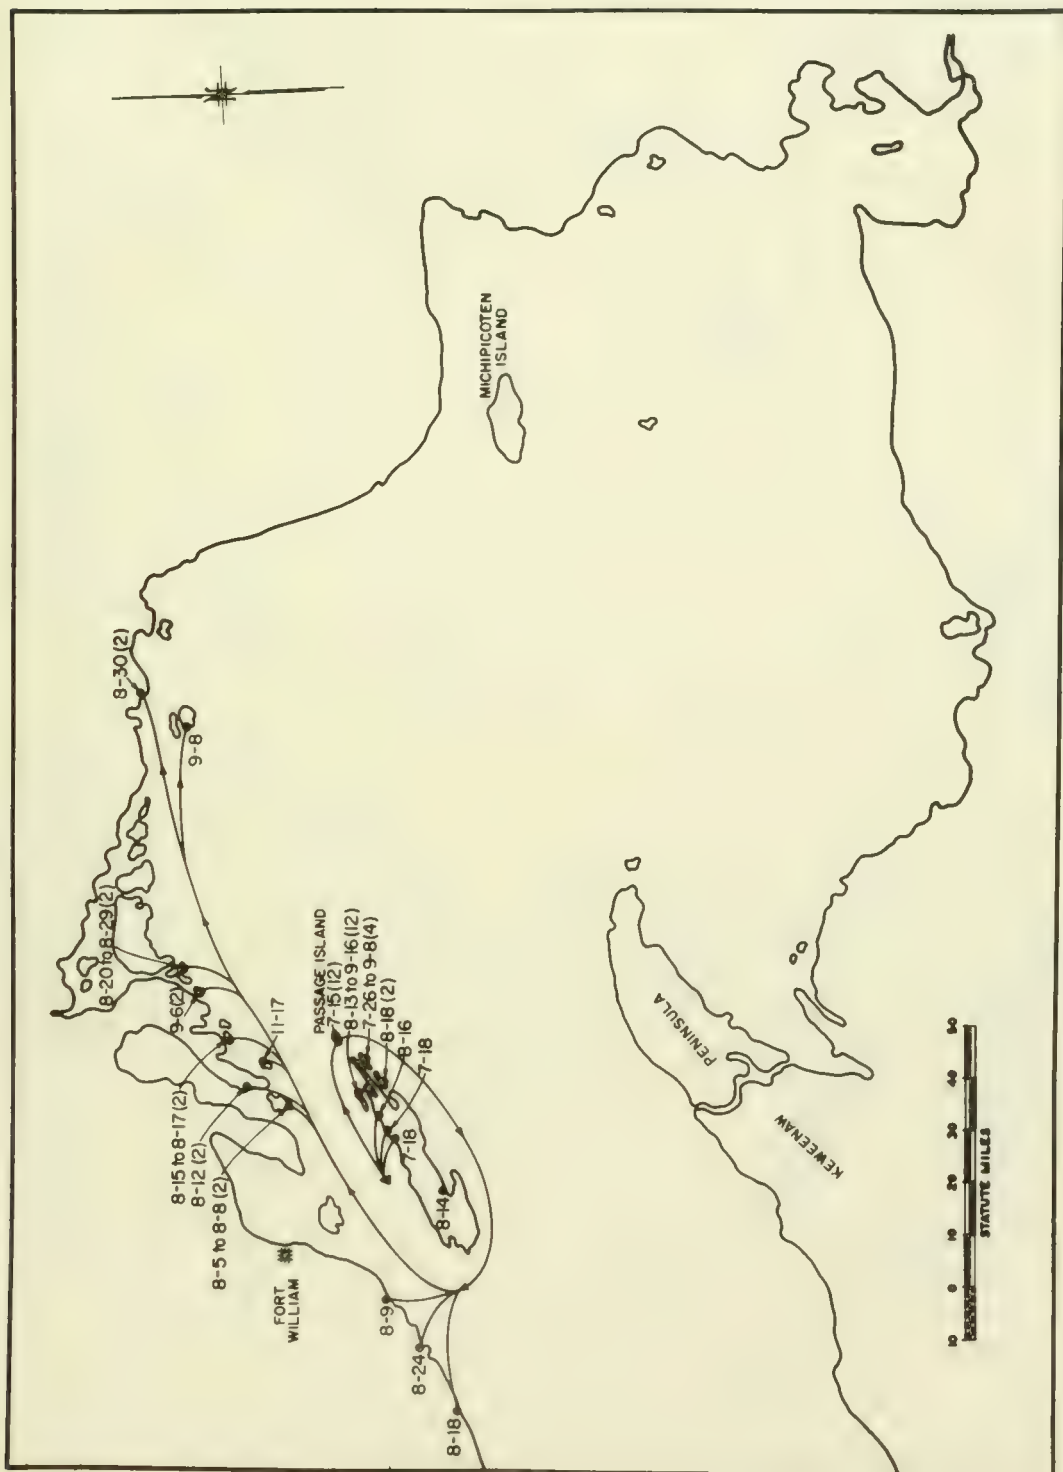 8-30(2)
9-8
8-20 to 8-29(2)
9-6(2)
11-17
8-15 to 8-17(2)
8-12 (2)
8-5 to 8-8(2)
FORT
WILLIAM
PASSAGE ISLAND
7-15(12)
8-13 to 9-16(12)
7-26 to 9-8(4)
8-18(2)
8-16
7-18
7-18
8-14
8-9
8-24
8-18
MICHIPICOTEN
ISLAND
KEWEENAW
PENINSULA
10 0 10 20 30 40 50
STATUTE MILES